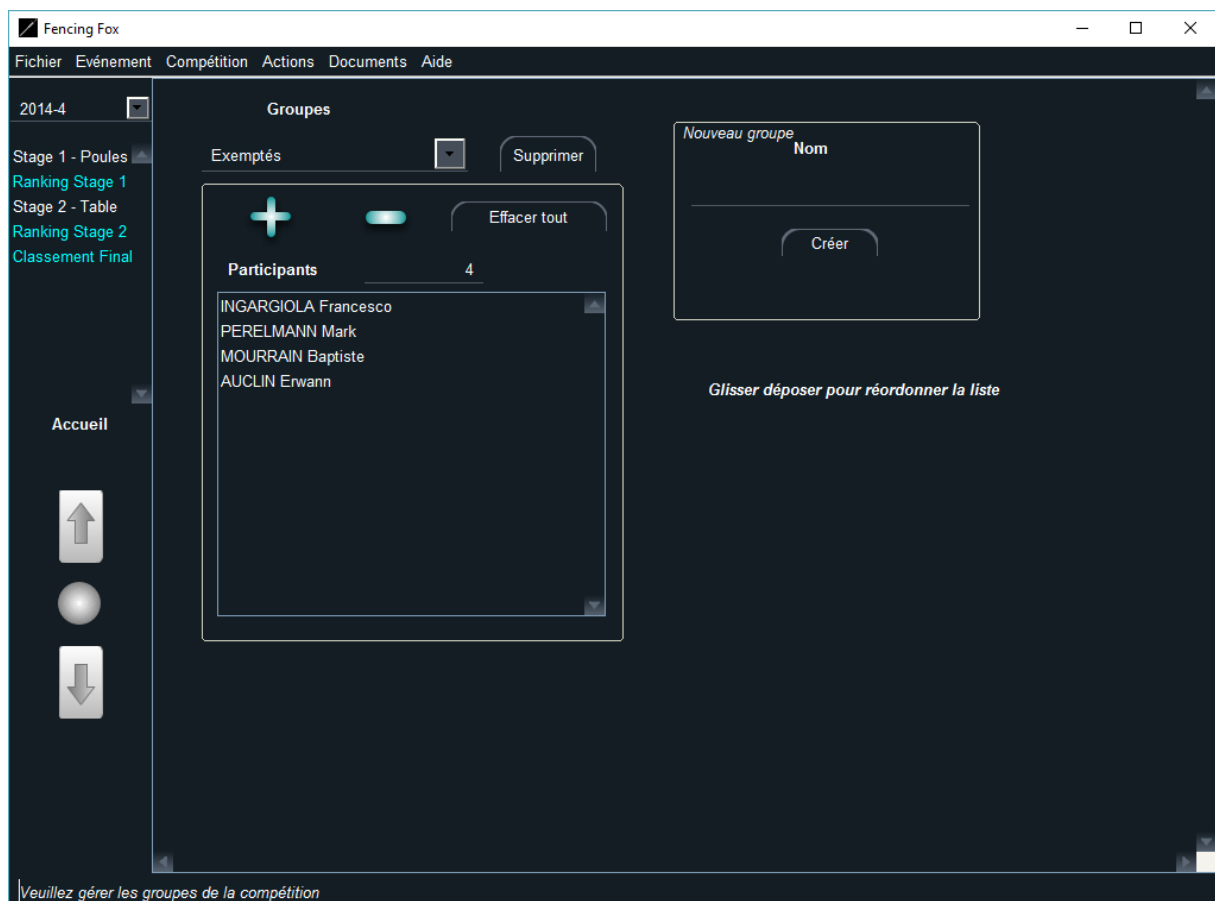 Fencing Fox
Fichier Evénement Compétition Actions Documents Aide
2014-4
Stage 1 - Poules
Ranking Stage 1
Stage 2 - Table
Ranking Stage 2
Classement Final
Accueil
Groupes
Exemptés
Supprimer
Effacer tout
Participants 4
INGARGIOLA Francesco
PERELMANN Mark
MOURRAIN Baptiste
AUCLIN Erwann
Nouveau groupe
Nom
Créer
Glisser déposer pour réordonner la liste
Veuillez gérer les groupes de la compétition